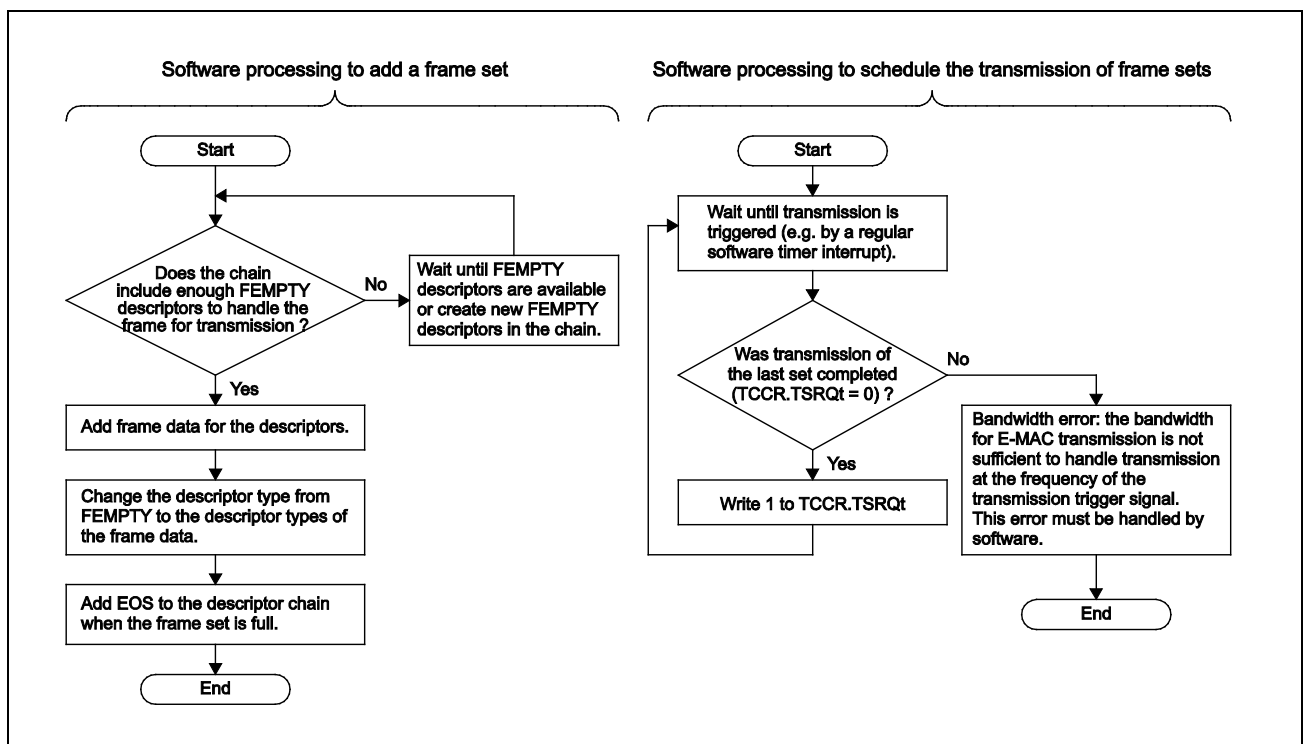 Software processing to add a frame set
Start
Does the chain
include enough FEMPTY
descriptors to handle the
frame for transmission ?
No
Wait until FEMPTY
descriptors are available
or create new FEMPTY
descriptors in the chain.
Yes
Add frame data for the descriptors.
Change the descriptor type from
FEMPTY to the descriptor types of
the frame data.
Add EOS to the descriptor chain
when the frame set is full.
End
Software processing to schedule the transmission of frame sets
Start
Wait until transmission is
triggered (e.g. by a regular
software timer interrupt).
Was transmission of
the last set completed
(TCCR.TSRQt = 0) ?
No
Yes
Write 1 to TCCR.TSRQt
Bandwidth error: the bandwidth
for E-MAC transmission is not
sufficient to handle transmission
at the frequency of the
transmission trigger signal.
This error must be handled by
software.
End